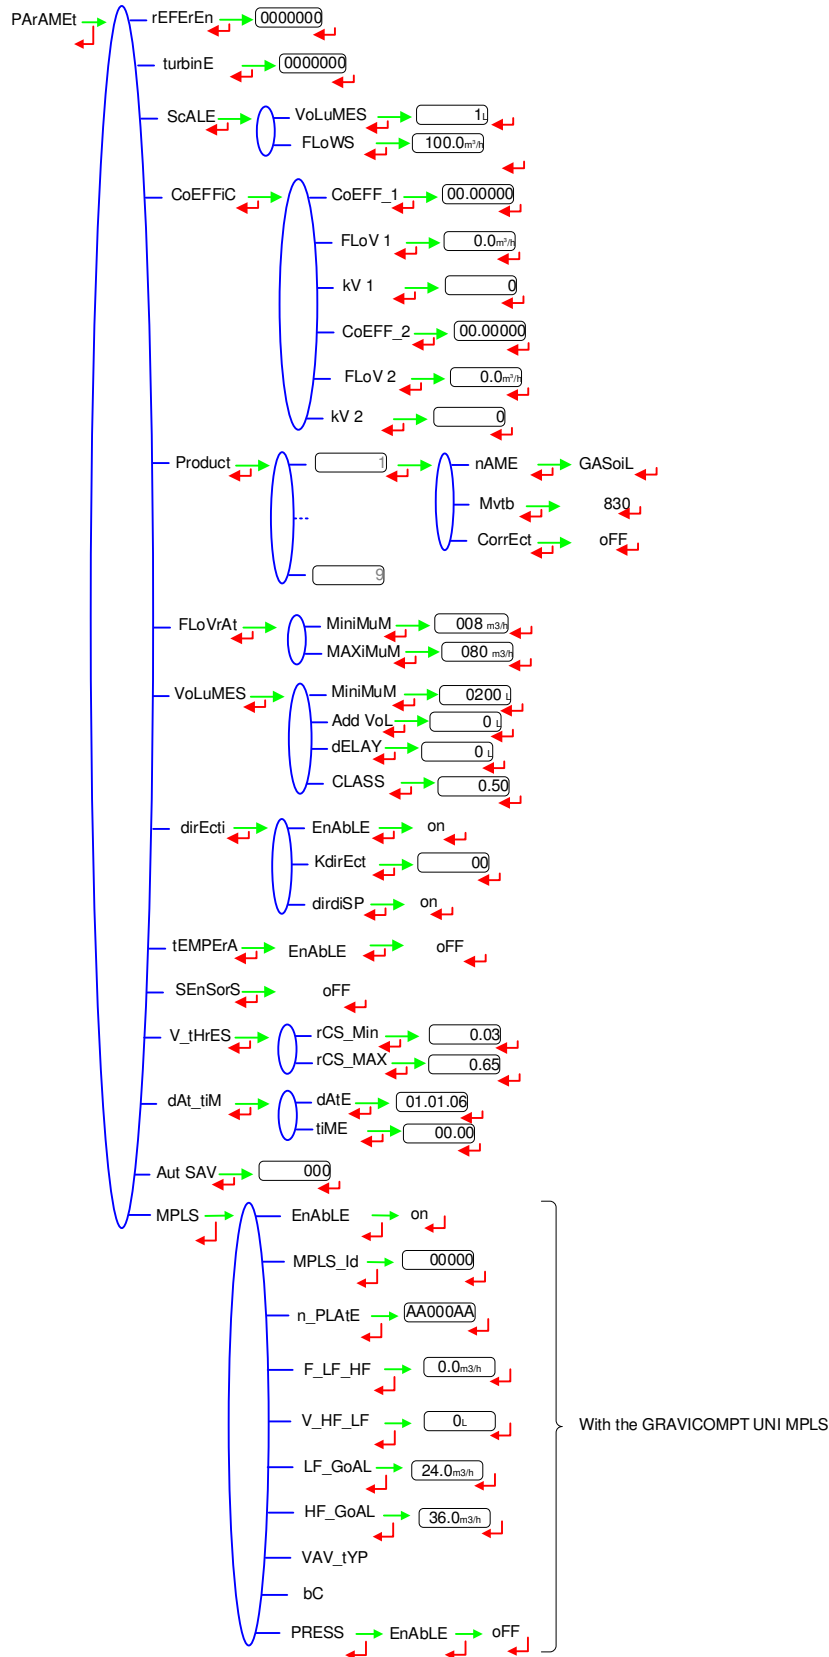 PArAMEt rEFErEn 0000000
turbinE 0000000
ScALE VoLuMES 1L
FLoWS 100.0m³/h
CoEFFiC CoEFF_1 00.00000
FLoV 1 0.0m³/h
kV 1 0
CoEFF_2 00.00000
FLoV 2 0.0m³/h
kV 2 0
Product 1 nAME GASoiL
Mvtb 830
CorrEct oFF
9
FLoVrAt MiniMuM 008 m3/h
MAXiMuM 080 m3/h
VoLuMES MiniMuM 0200 L
Add VoL 0 L
dELAY 0 L
CLASS 0.50
dirEcti EnAbLE on
KdirEct 00
dirdiSP on
tEMPErA EnAbLE oFF
SEnSorS oFF
V_tHrES rCS_Min 0.03
rCS_MAX 0.65
dAt_tiM dAtE 01.01.06
tiME 00.00
Aut SAV 000
MPLS EnAbLE on
MPLS_Id 00000
n_PLAtE AA000AA
F_LF_HF 0.0m3/h
V_HF_LF 0L
With the GRAVICOMPT UNI MPLS
LF_GoAL 24.0m3/h
HF_GoAL 36.0m3/h
VAV_tYP
bC
PRESS EnAbLE oFF